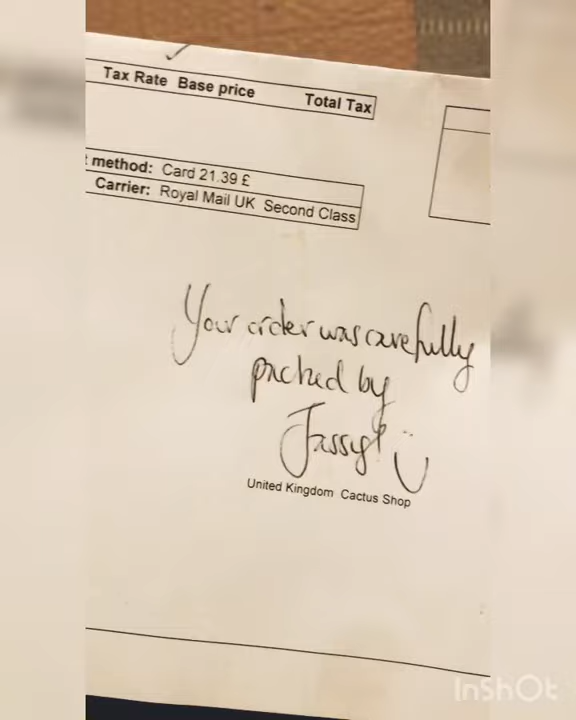 Tax Rate Base price Total Tax
method: Card 21.39 £
Carrier: Royal Mail UK Second Class
Your order was carefully
packed by
Jassy!
United Kingdom Cactus Shop
InShOt